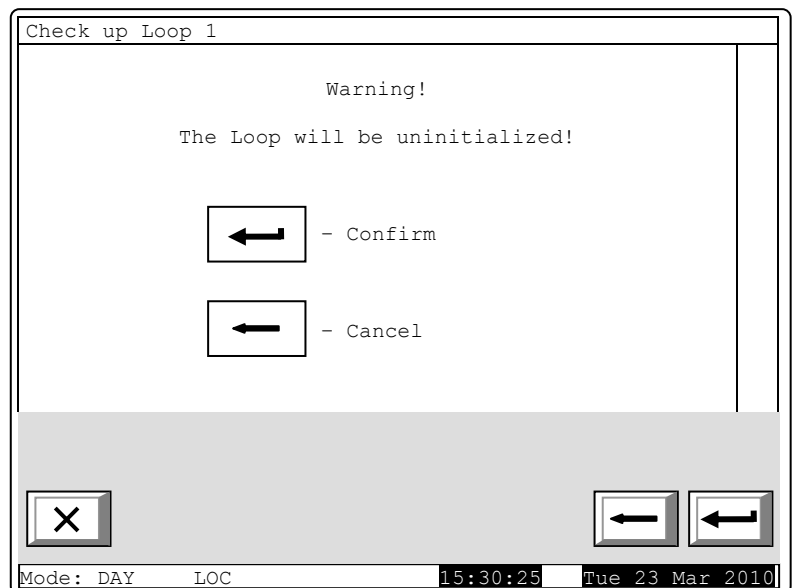 Check up Loop 1
Warning!
The Loop will be uninitialized!
- Confirm
- Cancel
Mode: DAY LOC 15:30:25 Tue 23 Mar 2010